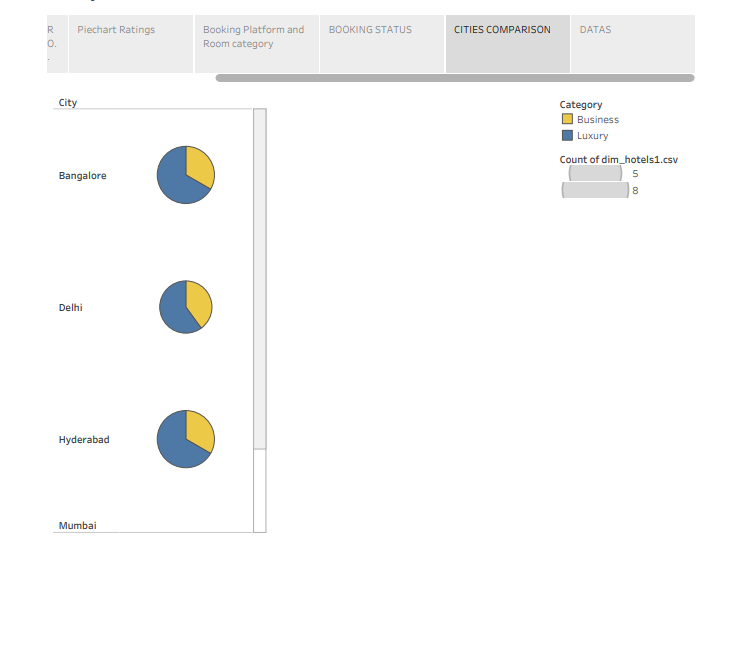 R
O.
.
Piechart Ratings
Booking Platform and
Room category
BOOKING STATUS
CITIES COMPARISON
DATAS
City
Bangalore
Delhi
Hyderabad
Mumbai
Category
Business
Luxury
Count of dim_hotels1.csv
5
8